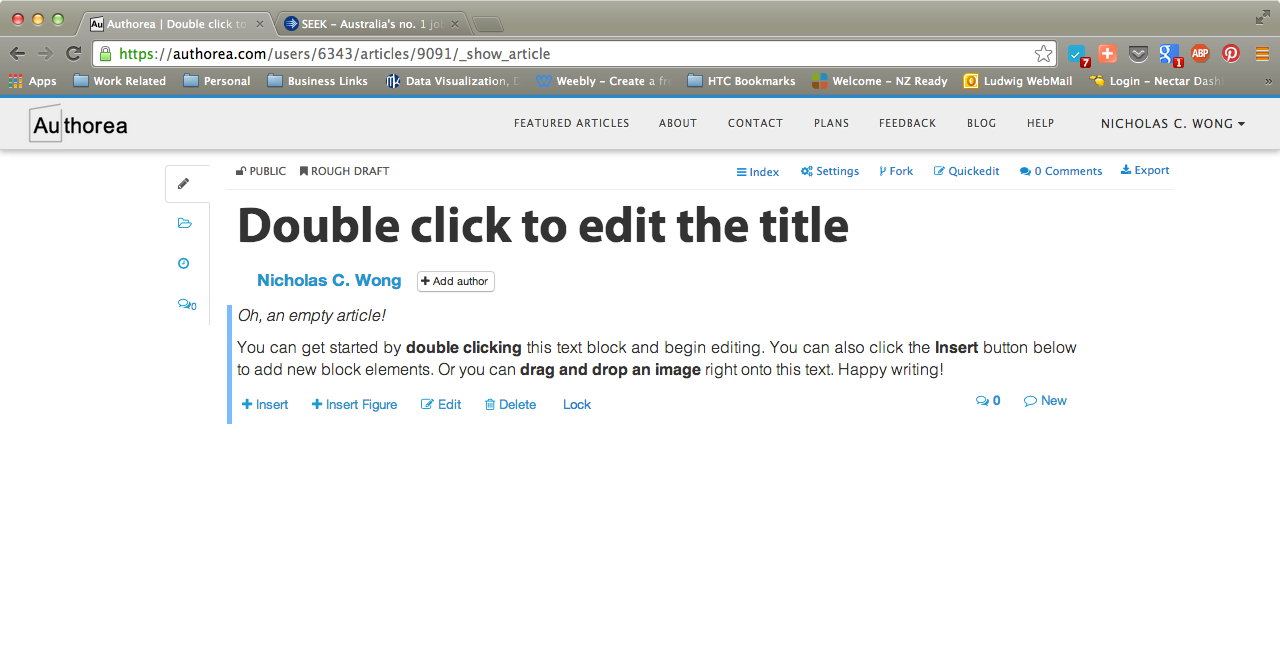 Au Authorea | Double click to
SEEK – Australia's no. 1 jo
https://authorea.com/users/6343/articles/9091/_show_article
7 1 ABP
Apps Work Related Personal Business Links Data Visualization, Weebly – Create a fr HTC Bookmarks Welcome – NZ Ready Ludwig WebMail Login – Nectar Dash »
Authorea FEATURED ARTICLES ABOUT CONTACT PLANS FEEDBACK BLOG HELP NICHOLAS C. WONG
PUBLIC ROUGH DRAFT Index Settings Fork Quickedit 0 Comments Export
Double click to edit the title
Nicholas C. Wong + Add author
0
Oh, an empty article!
You can get started by double clicking this text block and begin editing. You can also click the Insert button below
to add new block elements. Or you can drag and drop an image right onto this text. Happy writing!
+ Insert + Insert Figure Edit Delete Lock 0 New